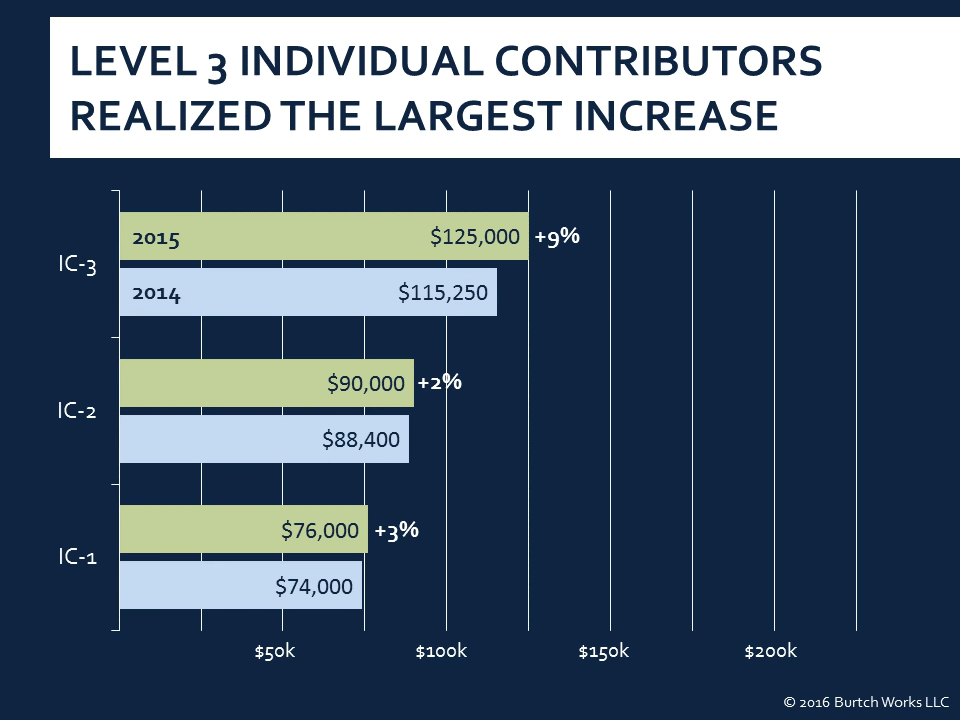 LEVEL 3 INDIVIDUAL CONTRIBUTORS
REALIZED THE LARGEST INCREASE
IC-3
2015 $125,000 +9%
2014 $115,250
IC-2
$90,000 +2%
$88,400
IC-1
$76,000 +3%
$74,000
$50k $100k $150k $200k
© 2016 Burtch Works LLC